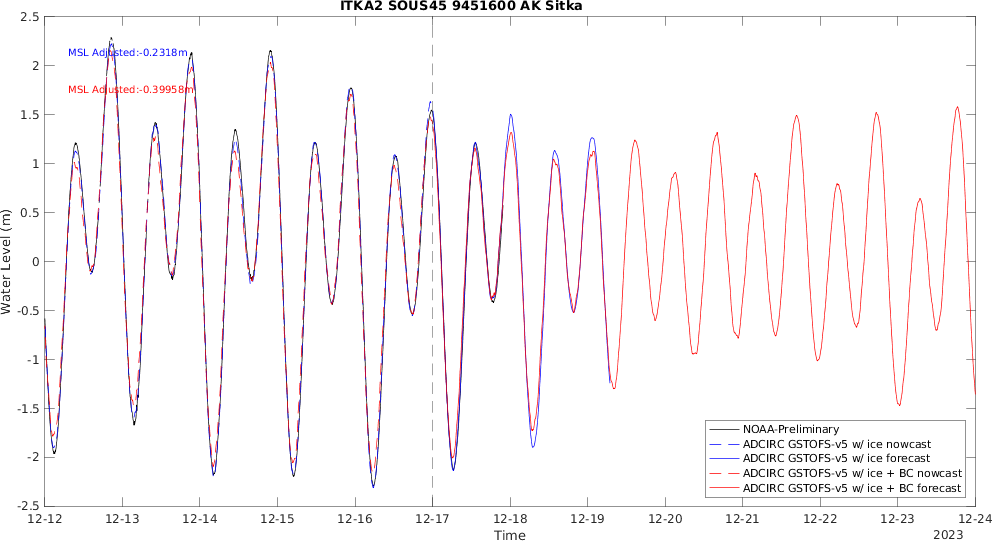 ITKA2 SOUS45 9451600 AK Sitka
2.5
2
1.5
1
0.5
0
-0.5
-1
-1.5
-2
-2.5
Water Level (m)
MSL Adjusted:-0.2318m
MSL Adjusted:-0.39958m
NOAA-Preliminary
ADCIRC GSTOFS-v5 w/ ice nowcast
ADCIRC GSTOFS-v5 w/ ice forecast
ADCIRC GSTOFS-v5 w/ ice + BC nowcast
ADCIRC GSTOFS-v5 w/ ice + BC forecast
12-12 12-13 12-14 12-15 12-16 12-17 12-18 12-19 12-20 12-21 12-22 12-23 12-24
Time
2023